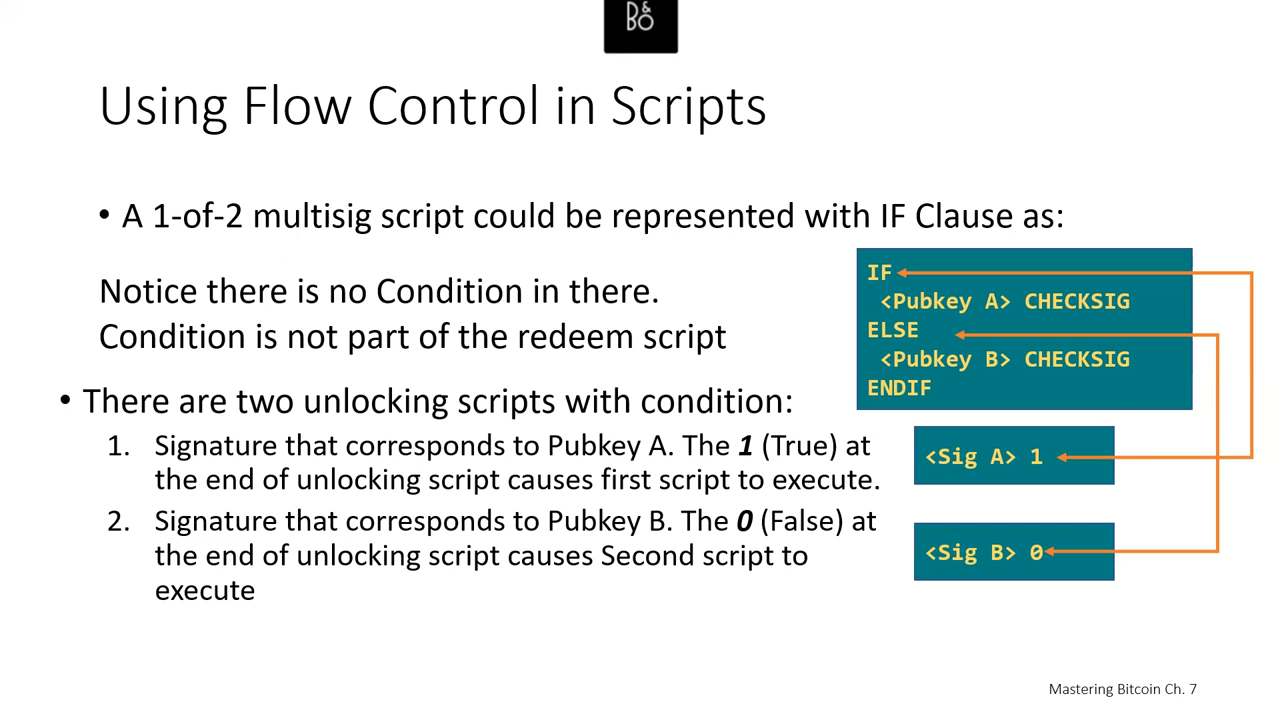 B&O
Using Flow Control in Scripts
• A 1-of-2 multisig script could be represented with IF Clause as:
Notice there is no Condition in there.
Condition is not part of the redeem script
• There are two unlocking scripts with condition:
1. Signature that corresponds to Pubkey A. The 1 (True) at
the end of unlocking script causes first script to execute.
2. Signature that corresponds to Pubkey B. The 0 (False) at
the end of unlocking script causes Second script to
execute
IF
<Pubkey A> CHECKSIG
ELSE
<Pubkey B> CHECKSIG
ENDIF
<Sig A> 1
<Sig B> 0
Mastering Bitcoin Ch. 7